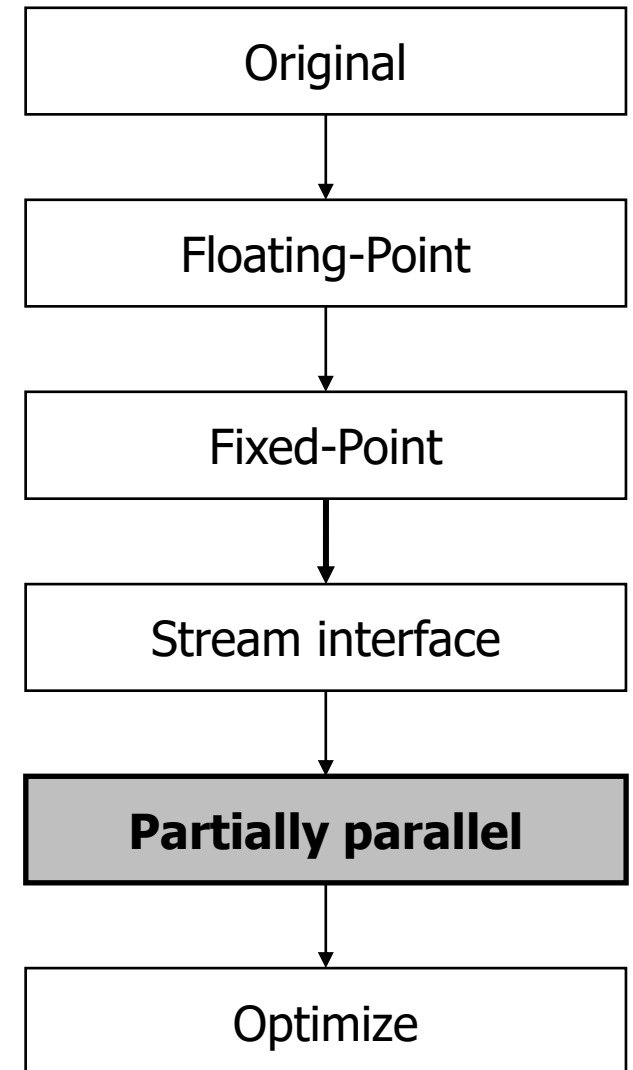 Original
Floating-Point
Fixed-Point
Stream interface
Partially parallel
Optimize